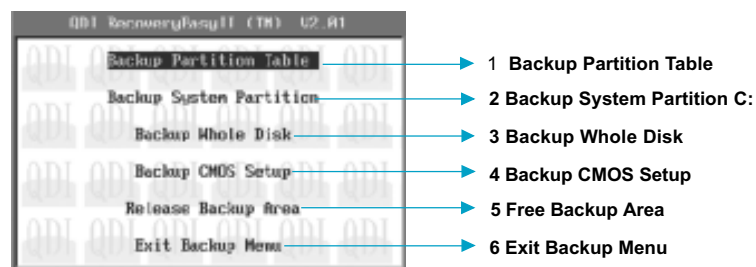 QDI RecoveryEasyII (TM) V2.01
Backup Partition Table
1 Backup Partition Table
Backup System Partition
2 Backup System Partition C:
Backup Whole Disk
3 Backup Whole Disk
Backup CMOS Setup
4 Backup CMOS Setup
Release Backup Area
5 Free Backup Area
Exit Backup Menu
6 Exit Backup Menu